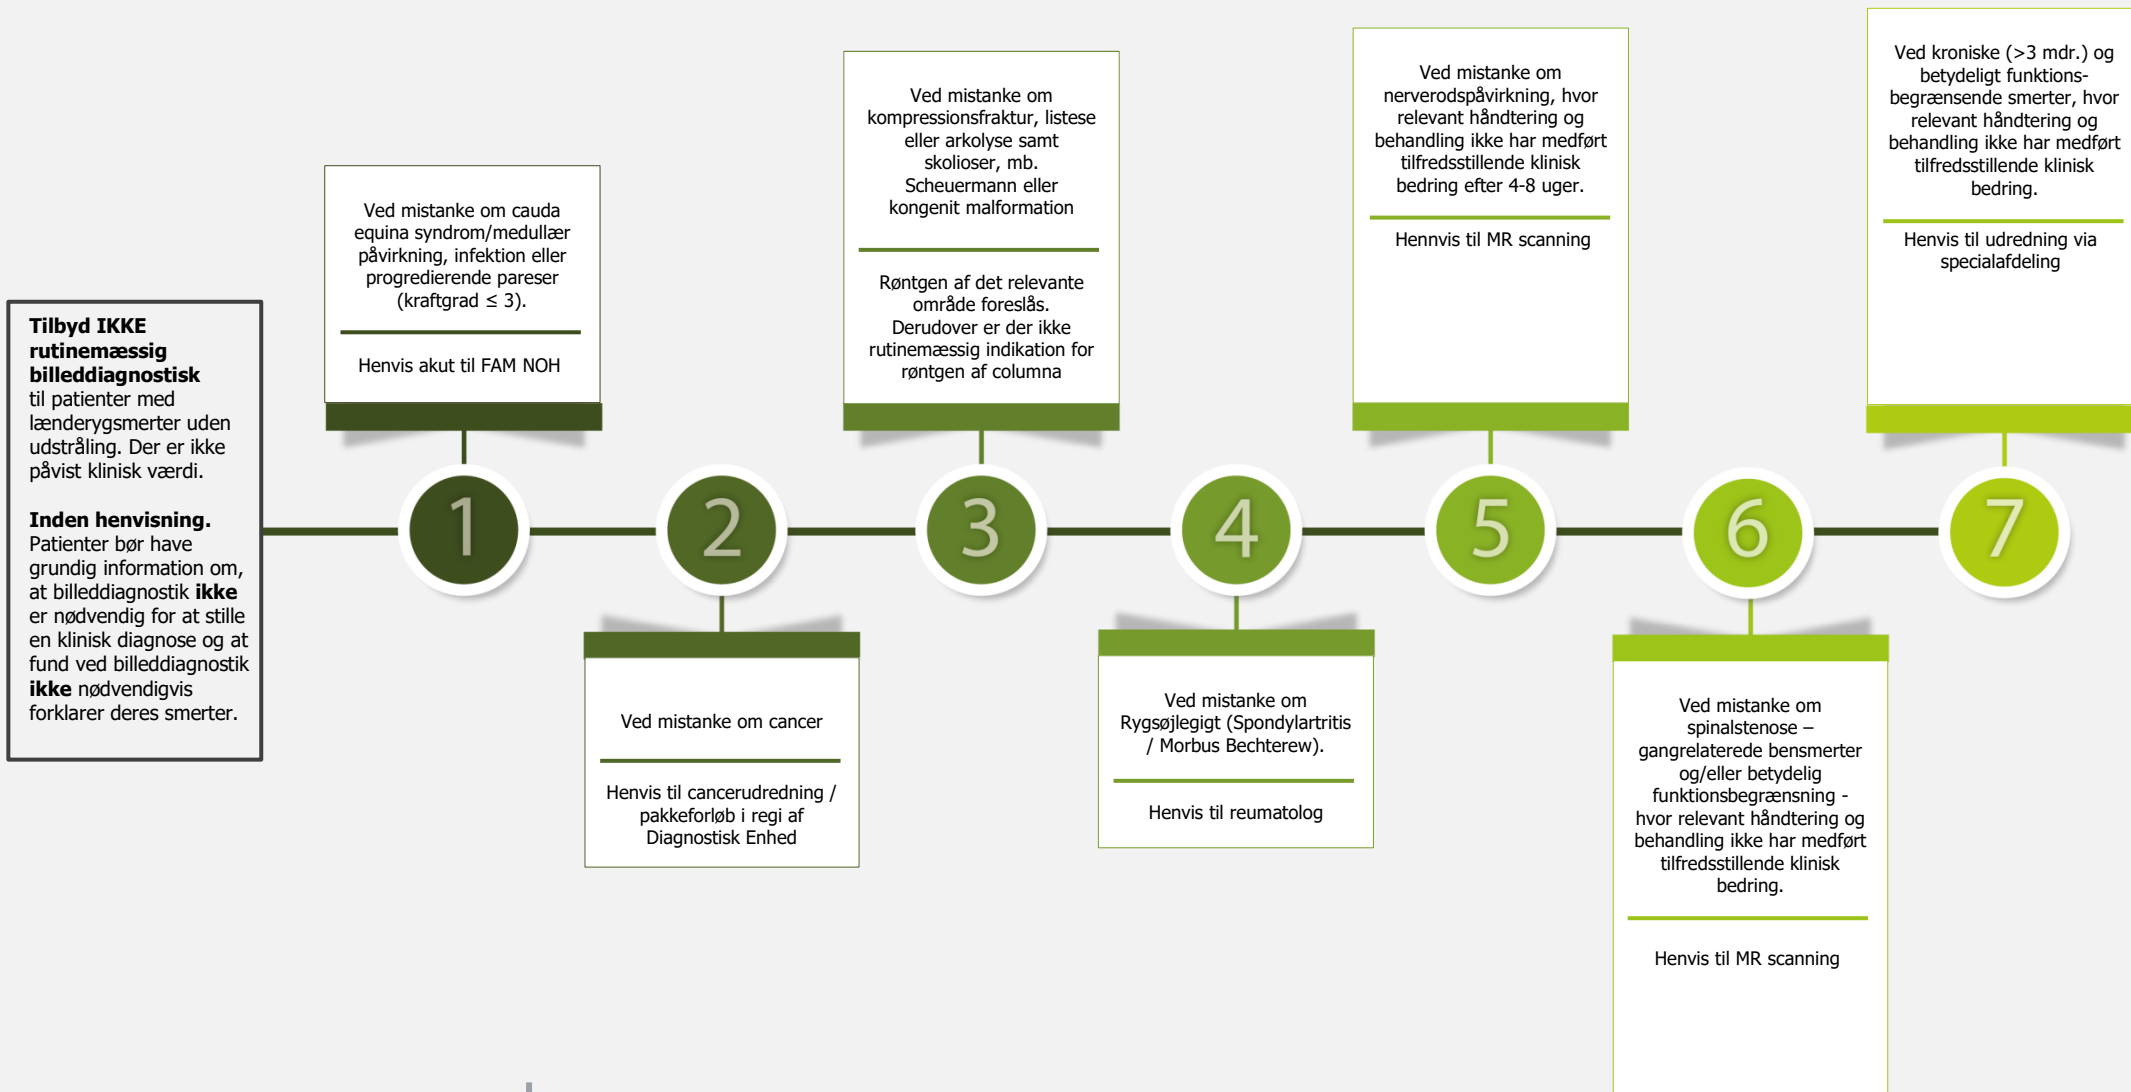 Tilbyd IKKE
rutinemæssig
billeddiagnostisk
til patienter med
lænderygsmerter uden
udstråling. Der er ikke
påvist klinisk værdi.
Inden henvisning.
Patienter bør have
grundig information om,
at billeddiagnostik ikke
er nødvendig for at stille
en klinisk diagnose og at
fund ved billeddiagnostik
ikke nødvendigvis
forklarer deres smerter.
Ved mistanke om cauda
equina syndrom/medullær
påvirkning, infektion eller
progredierende pareser
(kraftgrad ≤ 3).
Henvis akut til FAM NOH
1
2
Ved mistanke om cancer
Henvis til cancerudredning /
pakkeforløb i regi af
Diagnostisk Enhed
Ved mistanke om
kompressionsfraktur, listese
eller arkolyse samt
skolioser, mb.
Scheuermann eller
kongenit malformation
Røntgen af det relevante
område foreslås.
Derudover er der ikke
rutinemæssig indikation for
røntgen af columna
3
4
Ved mistanke om
Rygsøjlegigt (Spondylartritis
/ Morbus Bechterew).
Henvis til reumatolog
Ved mistanke om
nerverodspåvirkning, hvor
relevant håndtering og
behandling ikke har medført
tilfredsstillende klinisk
bedring efter 4-8 uger.
Hennvis til MR scanning
5
6
Ved mistanke om
spinalstenose –
gangrelaterede bensmerter
og/eller betydelig
funktionsbegrænsning -
hvor relevant håndtering og
behandling ikke har medført
tilfredsstillende klinisk
bedring.
Henvis til MR scanning
Ved kroniske (>3 mdr.) og
betydeligt funktions-
begrænsende smerter, hvor
relevant håndtering og
behandling ikke har medført
tilfredsstillende klinisk
bedring.
Henvis til udredning via
specialafdeling
7